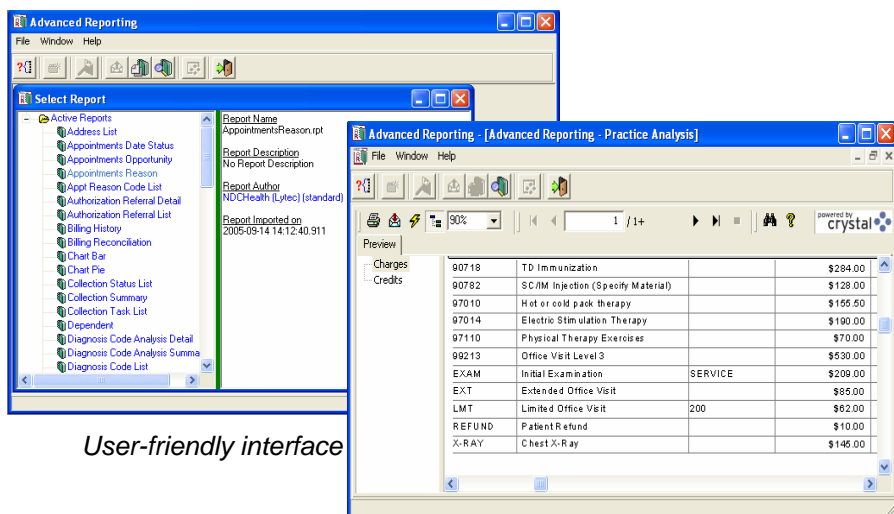 Advanced Reporting
File Window Help
Select Report
Active Reports
Address List
Appointments Date Status
Appointments Opportunity
Appointments Reason
Appt Reason Code List
Authorization Referral Detail
Authorization Referral List
Billing History
Billing Reconciliation
Chart Bar
Chart Pie
Collection Status List
Collection Summary
Collection Task List
Dependent
Diagnosis Code Analysis Detail
Diagnosis Code Analysis Summa
Diagnosis Code List
Report Name
AppointmentsReason.rpt
Report Description
No Report Description
Report Author
NDCHealth (Lytec) (standard)
Report Imported on
2005-09-14 14:12:40.911
User-friendly interface
Advanced Reporting - [Advanced Reporting - Practice Analysis]
File Window Help
90% 1 / 1+ powered by crystal
Preview
Charges
Credits
90718 TD Immunization $284.00
90782 SC/IM Injection (Specify Material) $128.00
97010 Hot or cold pack therapy $155.50
97014 Electric Stimulation Therapy $190.00
97110 Physical Therapy Exercises $70.00
99213 Office Visit Level 3 $530.00
EXAM Initial Examination SERVICE $209.00
EXT Extended Office Visit $85.00
LMT Limited Office Visit 200 $62.00
REFUND Patient Refund $10.00
X-RAY Chest X-Ray $145.00